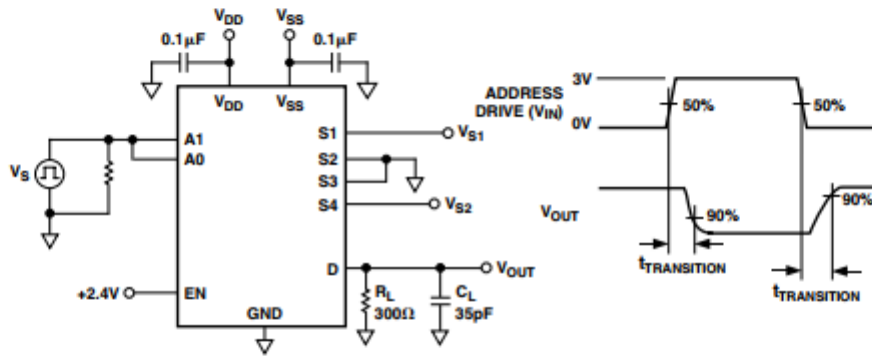 VDD
VSS
0.1µF
0.1µF
VDD
VSS
A1
A0
VS
S1
VS1
S2
S3
S4
VS2
D
VOUT
RL
300Ω
CL
35pF
+2.4V
EN
GND
3V
ADDRESS
DRIVE (VIN)
0V
50%
50%
VOUT
90%
90%
tTRANSITION
tTRANSITION